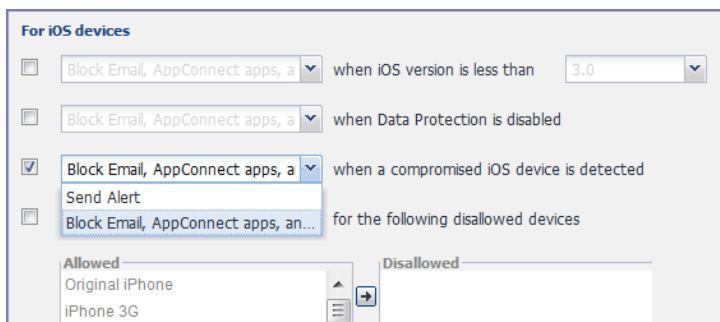 For iOS devices
Block Email, AppConnect apps, a when iOS version is less than 3.0
Block Email, AppConnect apps, a when Data Protection is disabled
Block Email, AppConnect apps, a when a compromised iOS device is detected
Send Alert
Block Email, AppConnect apps, an... for the following disallowed devices
Allowed Disallowed
Original iPhone
iPhone 3G